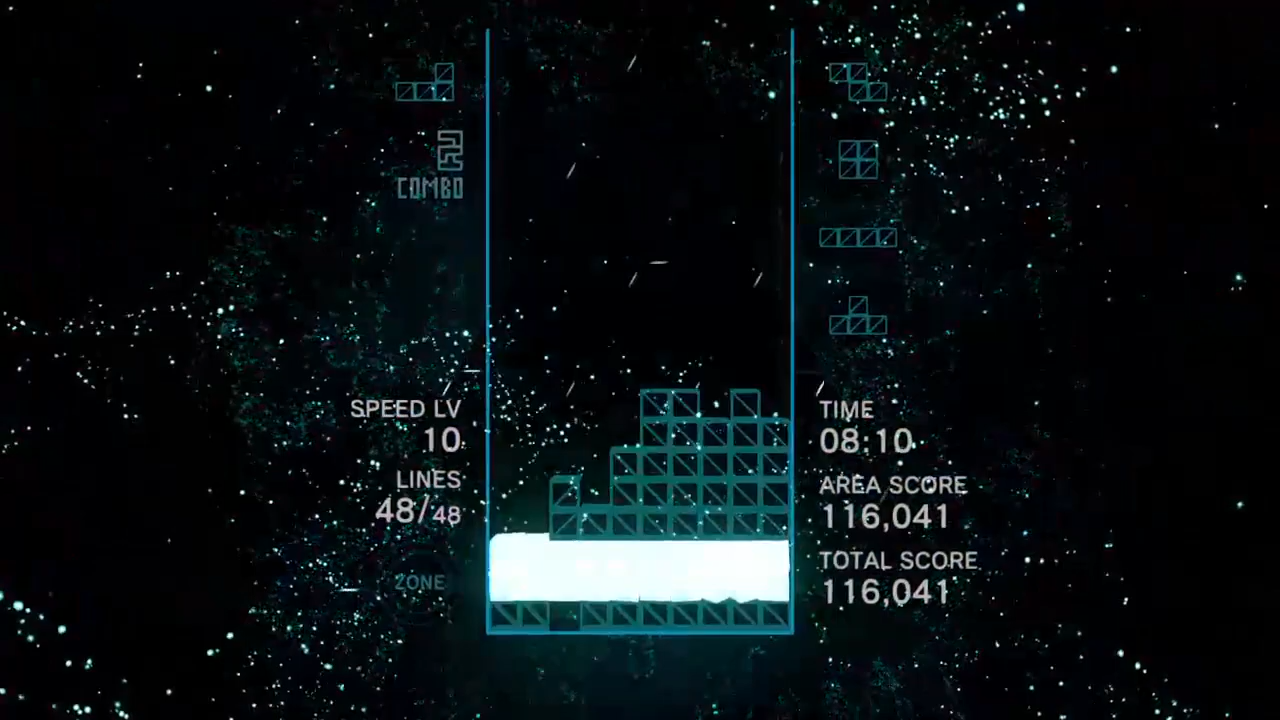 2
COMBO
SPEED LV
10
LINES
48/48
ZONE
TIME
08:10
AREA SCORE
116,041
TOTAL SCORE
116,041